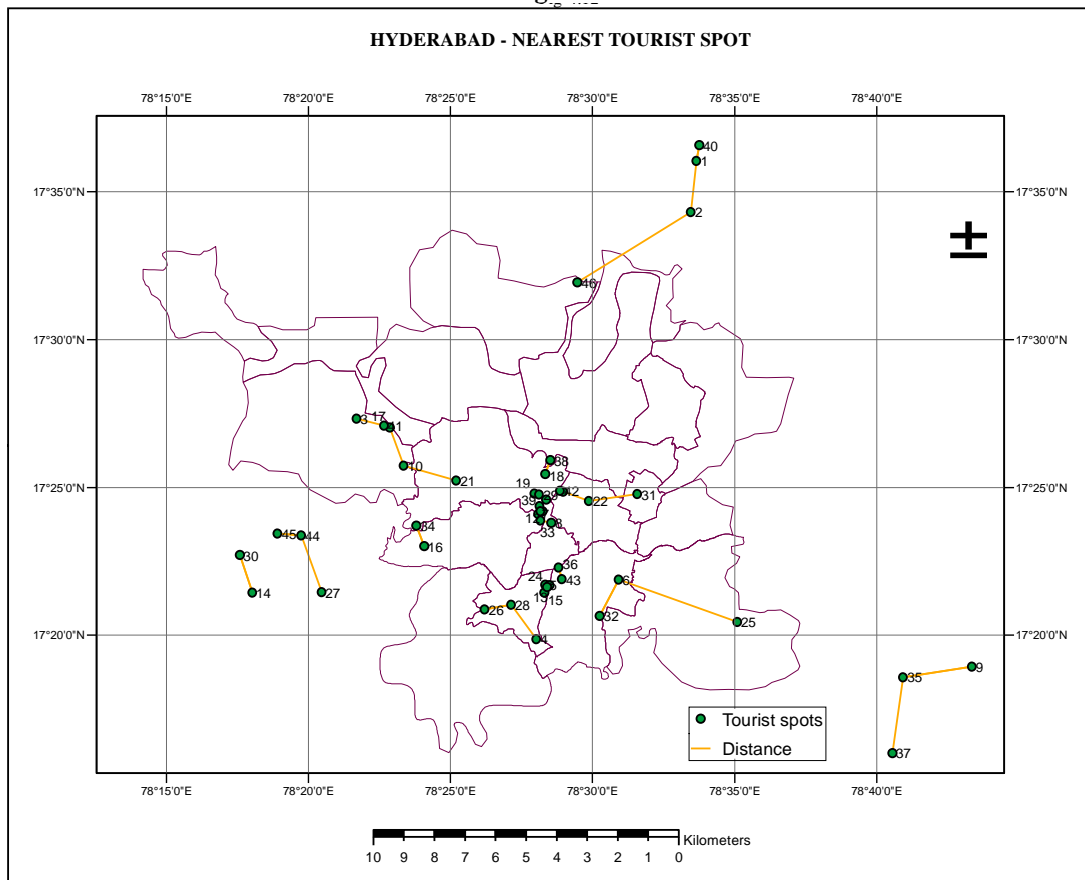 HYDERABAD - NEAREST TOURIST SPOT
78°15'0"E 78°20'0"E 78°25'0"E 78°30'0"E 78°35'0"E 78°40'0"E
40
1
17°35'0"N 17°35'0"N
2
46
17°30'0"N 17°30'0"N
17
3 11
38
10
18
21
17°25'0"N 19 42 31 17°25'0"N
39 29 22
12 7
34 8
33
45 44
16
30 36
24 43 6
5
14 27 13 15
26 28 32 25
17°20'0"N 4 17°20'0"N
9
35
Tourist spots
Distance
37
78°15'0"E 78°20'0"E 78°25'0"E 78°30'0"E 78°35'0"E 78°40'0"E
Kilometers
10 9 8 7 6 5 4 3 2 1 0